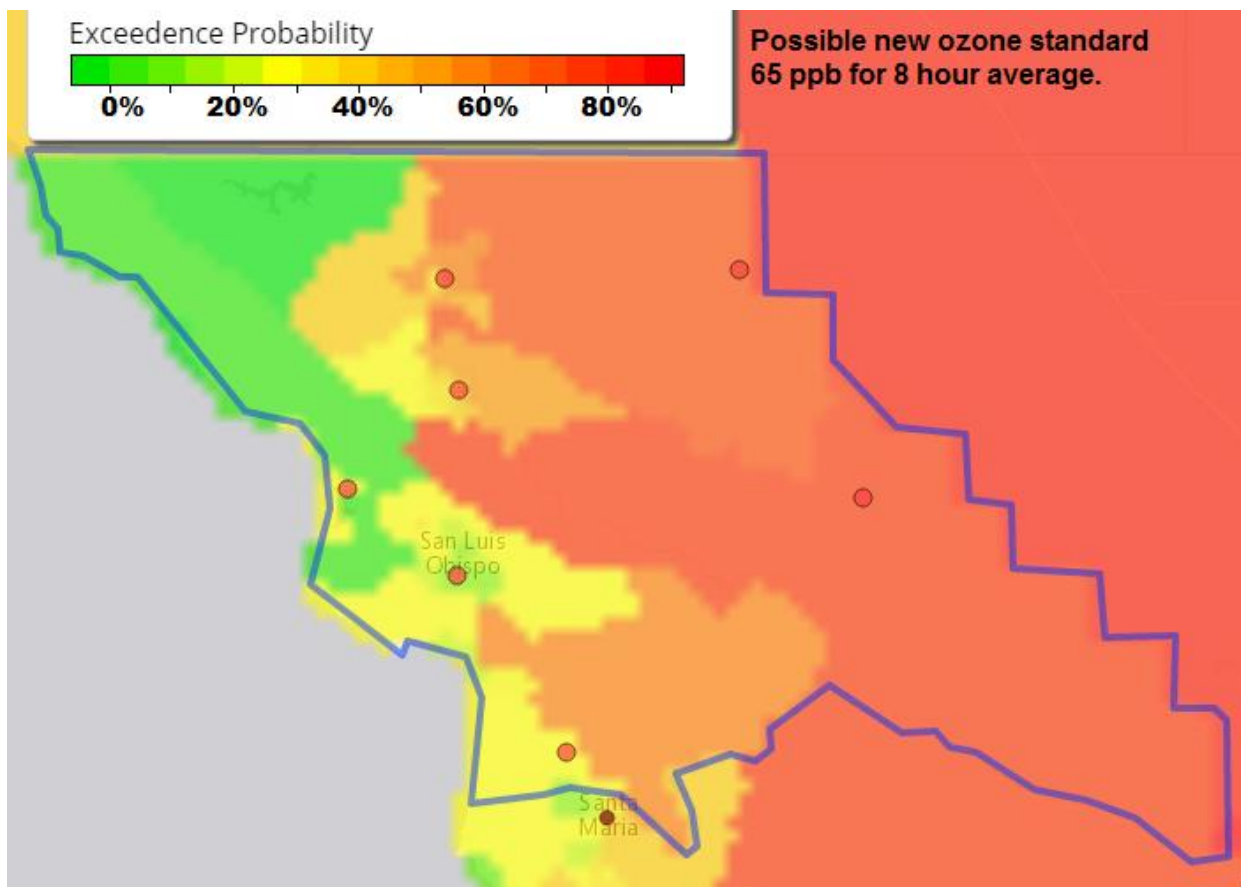 Exceedence Probability
0% 20% 40% 60% 80%
Possible new ozone standard
65 ppb for 8 hour average.
San Luis
Obispo
Santa
Maria